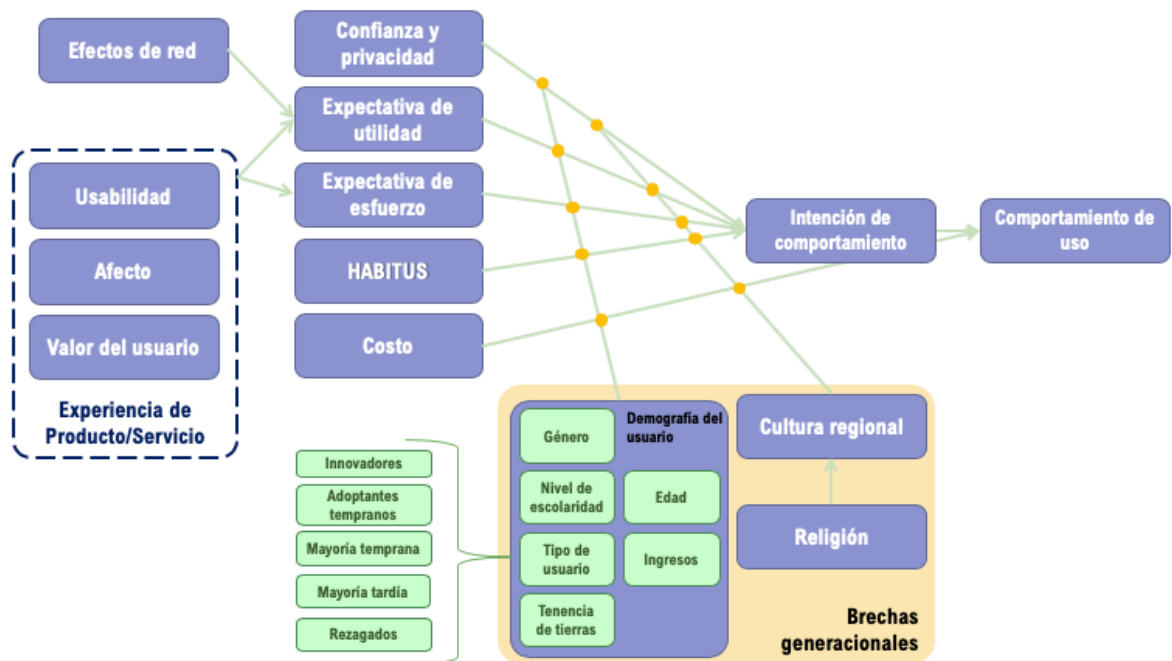 Efectos de red
Confianza y
privacidad
Expectativa de
utilidad
Usabilidad
Expectativa de
esfuerzo
Intención de
comportamiento
Comportamiento de
uso
Afecto
HABITUS
Valor del usuario
Costo
Experiencia de
Producto/Servicio
Innovadores
Adoptantes
tempranos
Mayoría temprana
Mayoría tardía
Rezagados
Género
Demografía del
usuario
Nivel de
escolaridad
Edad
Tipo de
usuario
Ingresos
Tenencia
de tierras
Cultura regional
Religión
Brechas
generacionales